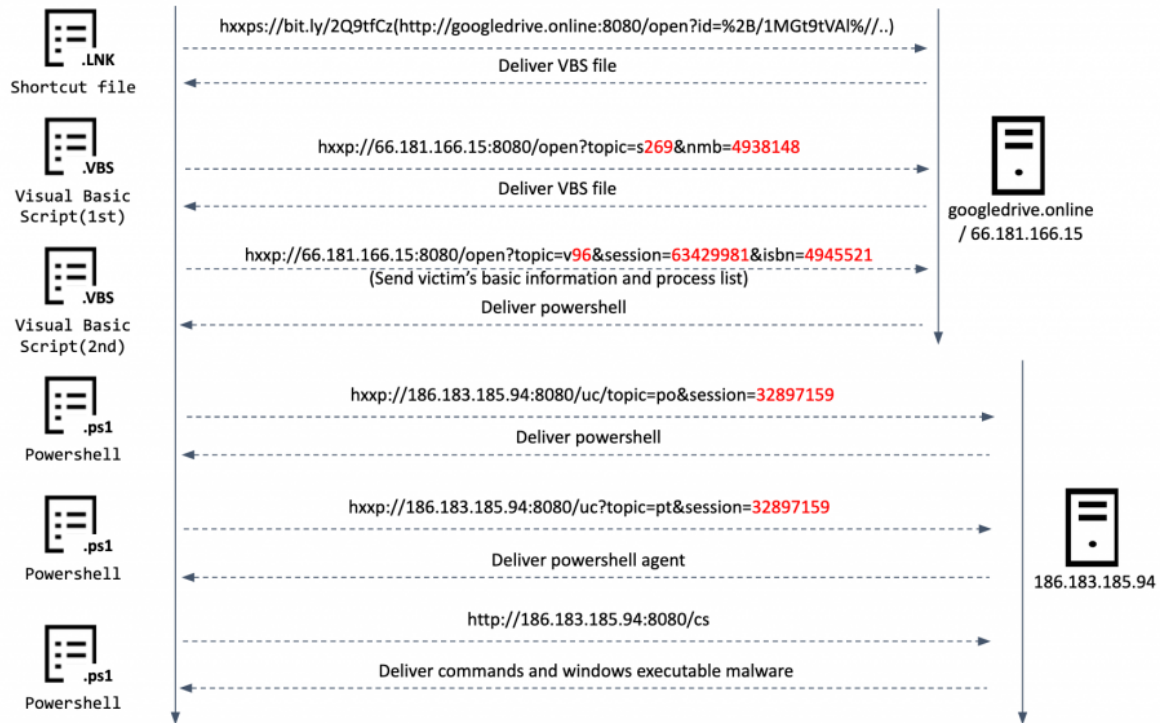 hxxps://bit.ly/2Q9tfCz(http://googledrive.online:8080/open?id=%2B/1MGt9tVAl%//..)
.LNK
Shortcut file
Deliver VBS file
hxxp://66.181.166.15:8080/open?topic=s269&nmb=4938148
.VBS
Visual Basic
Script(1st)
Deliver VBS file
googledrive.online
/ 66.181.166.15
hxxp://66.181.166.15:8080/open?topic=v96&session=63429981&isbn=4945521
(Send victim's basic information and process list)
.VBS
Visual Basic
Script(2nd)
Deliver powershell
hxxp://186.183.185.94:8080/uc/topic=po&session=32897159
.ps1
Powershell
Deliver powershell
hxxp://186.183.185.94:8080/uc?topic=pt&session=32897159
.ps1
Powershell
Deliver powershell agent
186.183.185.94
http://186.183.185.94:8080/cs
.ps1
Powershell
Deliver commands and windows executable malware